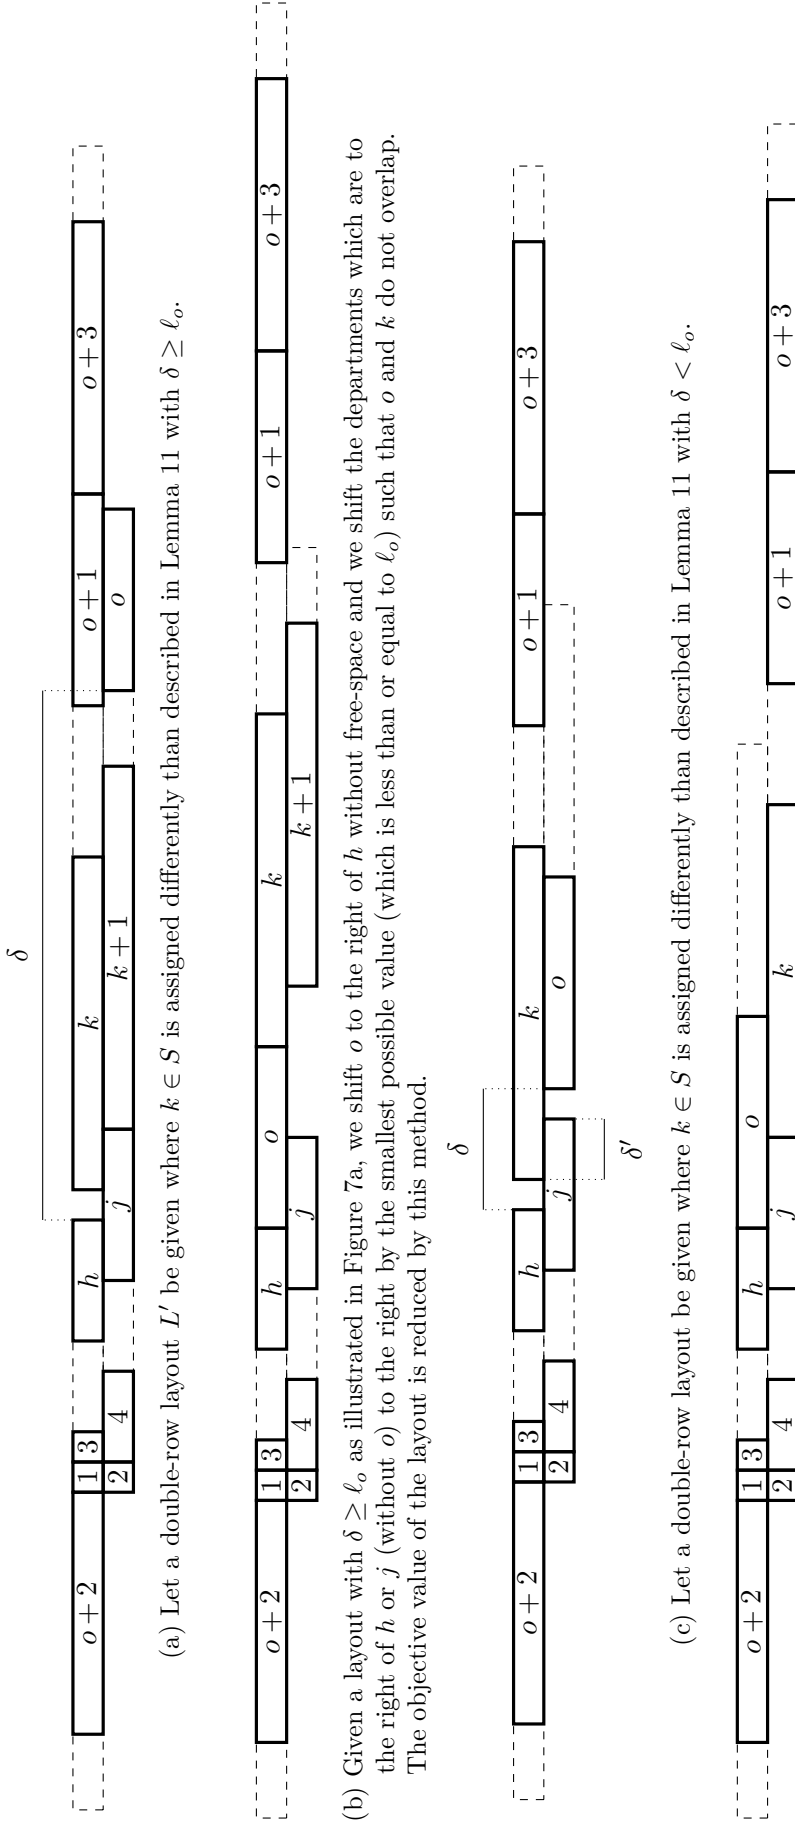 δ
o + 2 1 3 h k o + 1 o + 3
2 4 j k + 1 o
(a) Let a double-row layout L′ be given where k ∈ S is assigned differently than described in Lemma 11 with δ ≥ ℓₒ.
o + 2 1 3 h o k o + 1 o + 3
2 4 j k + 1
(b) Given a layout with δ ≥ ℓₒ as illustrated in Figure 7a, we shift o to the right of h without free-space and we shift the departments which are to
the right of h or j (without o) to the right by the smallest possible value (which is less than or equal to ℓₒ) such that o and k do not overlap.
The objective value of the layout is reduced by this method.
δ
o + 2 1 3 h k o + 1 o + 3
2 4 j o
δ′
(c) Let a double-row layout be given where k ∈ S is assigned differently than described in Lemma 11 with δ < ℓₒ.
o + 2 1 3 h o
2 4 j k o + 1 o + 3